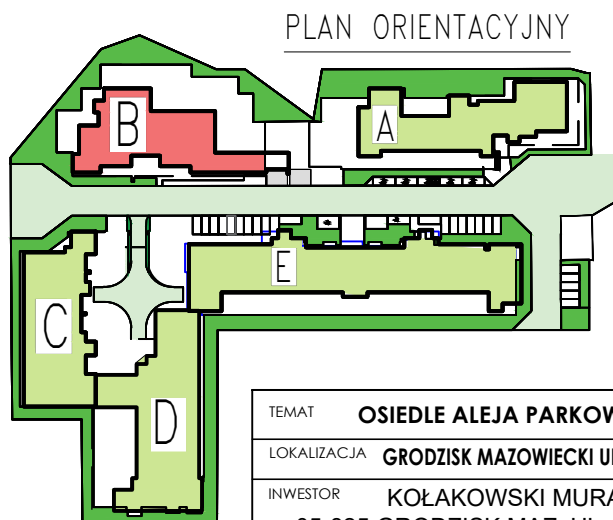 PLAN ORIENTACYJNY
B
A
E
C
D
TEMAT OSIEDLE ALEJA PARKOW
LOKALIZACJA GRODZISK MAZOWIECKI
INWESTOR KOŁAKOWSKI MURA